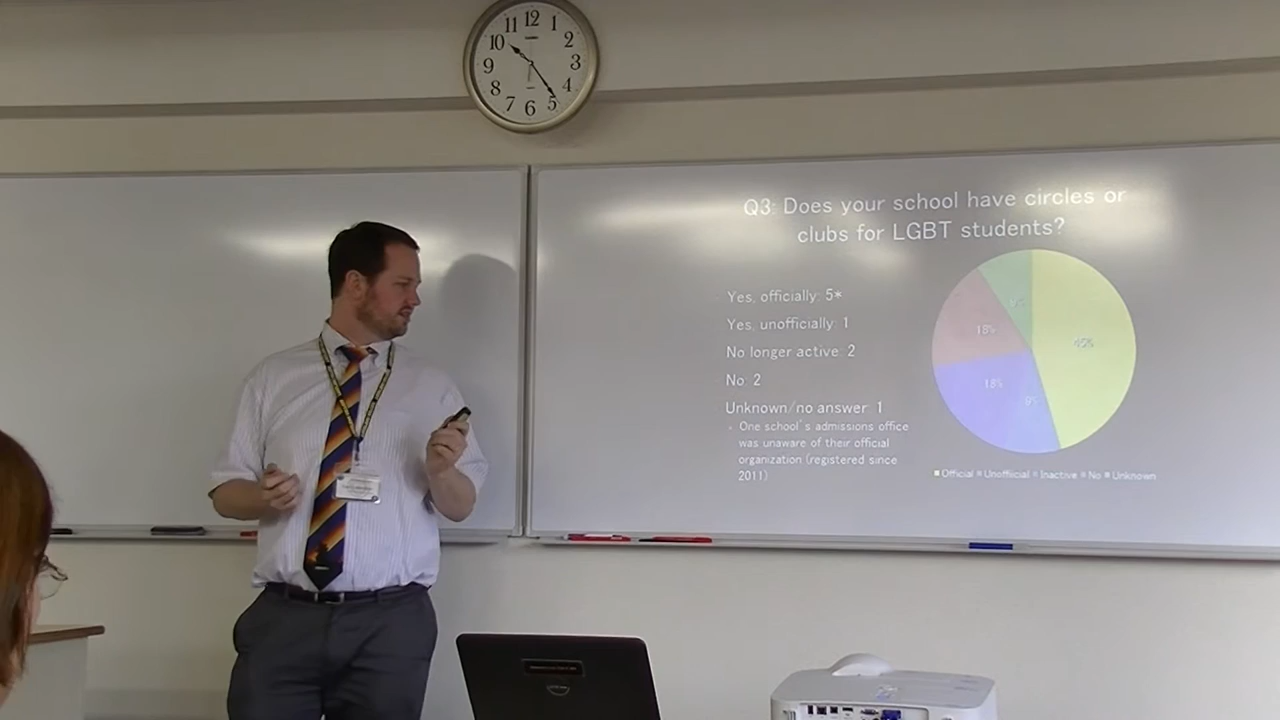 11 12 1
10 2
9 3
8 4
7 6 5
Q3: Does your school have circles or
clubs for LGBT students?
Yes, officially: 5*
Yes, unofficially: 1
No longer active: 2
No: 2
Unknown/no answer: 1
• One school's admissions office
was unaware of their official
organization (registered since
2011)
9%
18%
45%
18%
9%
Official Unofficial Inactive No Unknown